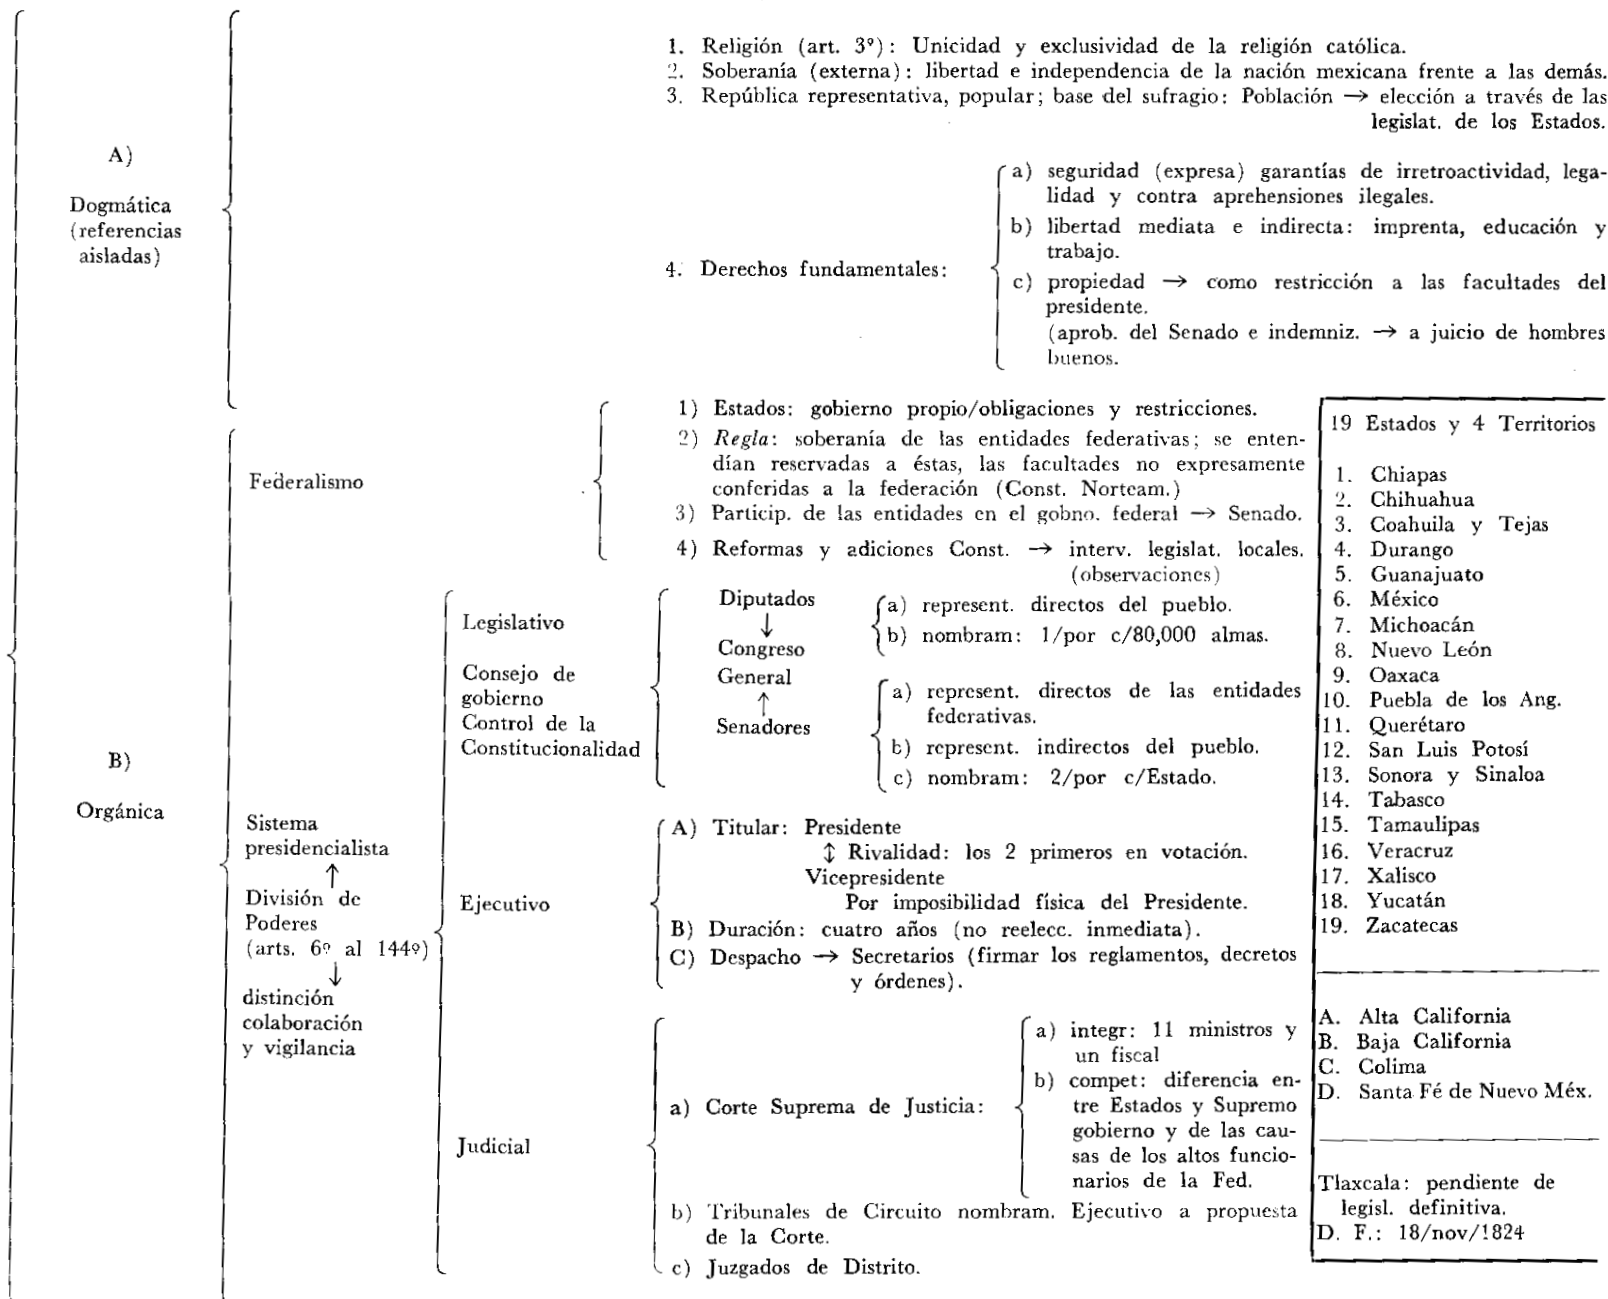 1. Religión (art. 3º): Unicidad y exclusividad de la religión católica.
2. Soberanía (externa): libertad e independencia de la nación mexicana frente a las demás.
3. República representativa, popular; base del sufragio: Población → elección a través de las
legislat. de los Estados.
A)
Dogmática
(referencias
aisladas)
4. Derechos fundamentales:
a) seguridad (expresa) garantías de irretroactividad, lega-
lidad y contra aprehensiones ilegales.
b) libertad mediata e indirecta: imprenta, educación y
trabajo.
c) propiedad → como restricción a las facultades del
presidente.
(aprob. del Senado e indemniz. → a juicio de hombres
buenos.
B)
Orgánica
Federalismo
1) Estados: gobierno propio/obligaciones y restricciones.
2) Regla: soberanía de las entidades federativas; se enten-
dían reservadas a éstas, las facultades no expresamente
conferidas a la federación (Const. Norteam.)
3) Particip. de las entidades en el gobno. federal → Senado.
4) Reformas y adiciones Const. → interv. legislat. locales.
(observaciones)
Sistema
presidencialista
↑
División de
Poderes
(arts. 6º al 144º)
↓
distinción
colaboración
y vigilancia
Legislativo
Consejo de
gobierno
Control de la
Constitucionalidad
Diputados
↓
Congreso
General
↑
Senadores
a) represent. directos del pueblo.
b) nombram: 1/por c/80,000 almas.
a) represent. directos de las entidades
federativas.
b) represent. indirectos del pueblo.
c) nombram: 2/por c/Estado.
Ejecutivo
A) Titular: Presidente
↕ Rivalidad: los 2 primeros en votación.
Vicepresidente
Por imposibilidad física del Presidente.
B) Duración: cuatro años (no reelecc. inmediata).
C) Despacho → Secretarios (firmar los reglamentos, decretos
y órdenes).
Judicial
a) Corte Suprema de Justicia:
a) integr: 11 ministros y
un fiscal
b) compet: diferencia en-
tre Estados y Supremo
gobierno y de las cau-
sas de los altos funcio-
narios de la Fed.
b) Tribunales de Circuito nombram. Ejecutivo a propuesta
de la Corte.
c) Juzgados de Distrito.
19 Estados y 4 Territorios
1. Chiapas
2. Chihuahua
3. Coahuila y Tejas
4. Durango
5. Guanajuato
6. México
7. Michoacán
8. Nuevo León
9. Oaxaca
10. Puebla de los Ang.
11. Querétaro
12. San Luis Potosí
13. Sonora y Sinaloa
14. Tabasco
15. Tamaulipas
16. Veracruz
17. Xalisco
18. Yucatán
19. Zacatecas
A. Alta California
B. Baja California
C. Colima
D. Santa Fé de Nuevo Méx.
Tlaxcala: pendiente de
legisl. definitiva.
D. F.: 18/nov/1824